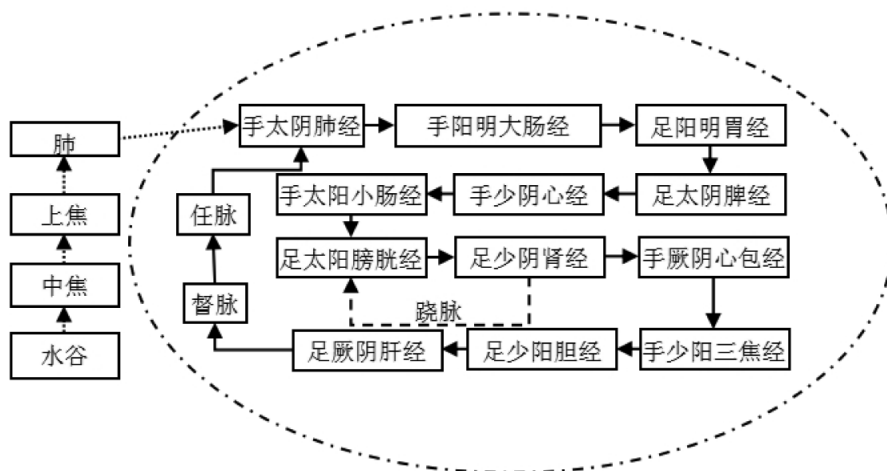 手太阴肺经
手阳明大肠经
足阳明胃经
肺
手太阳小肠经
手少阴心经
足太阴脾经
上焦
任脉
足太阳膀胱经
足少阴肾经
手厥阴心包经
中焦
督脉
跷脉
水谷
足厥阴肝经
足少阳胆经
手少阳三焦经